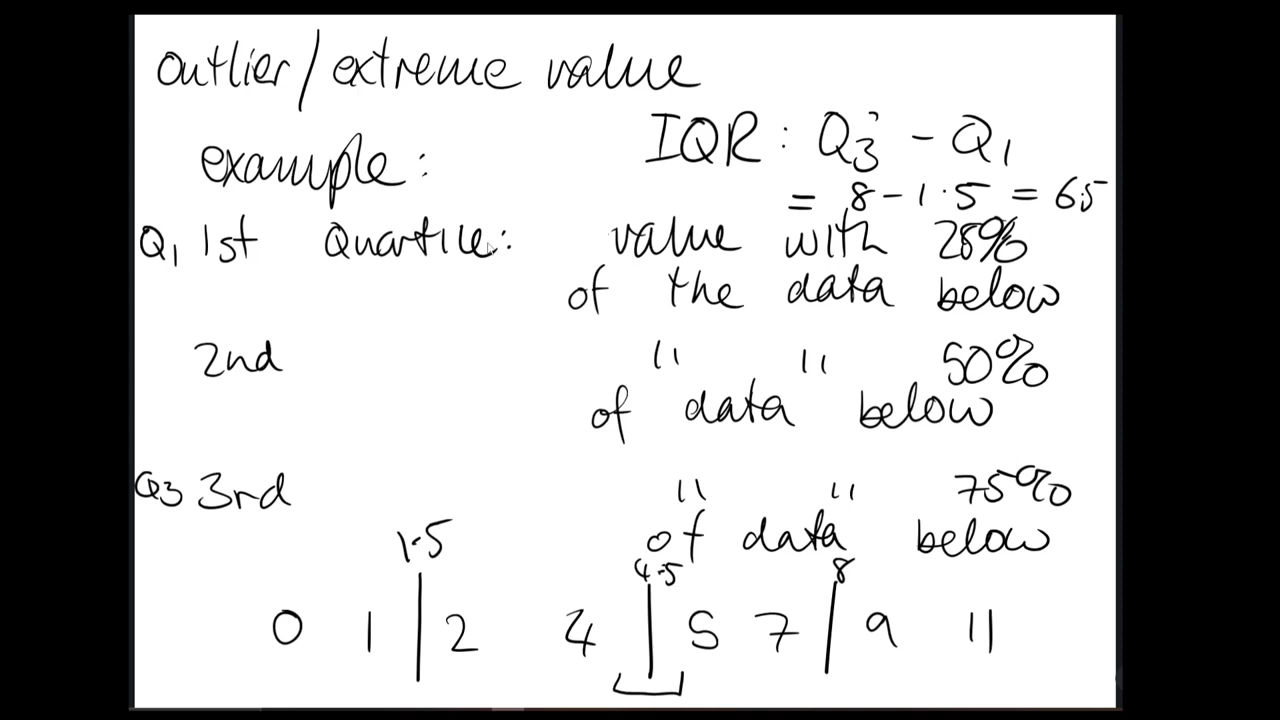 outlier/extreme value
example:
IQR: Q3 - Q1
= 8 - 1.5 = 6.5
Q1 1st Quartile: value with 25%
of the data below
2nd " " 50%
of data below
Q3 3rd " " 75%
of data below
1.5 4.5 8
0 1 | 2 4 | 5 7 | 9 11